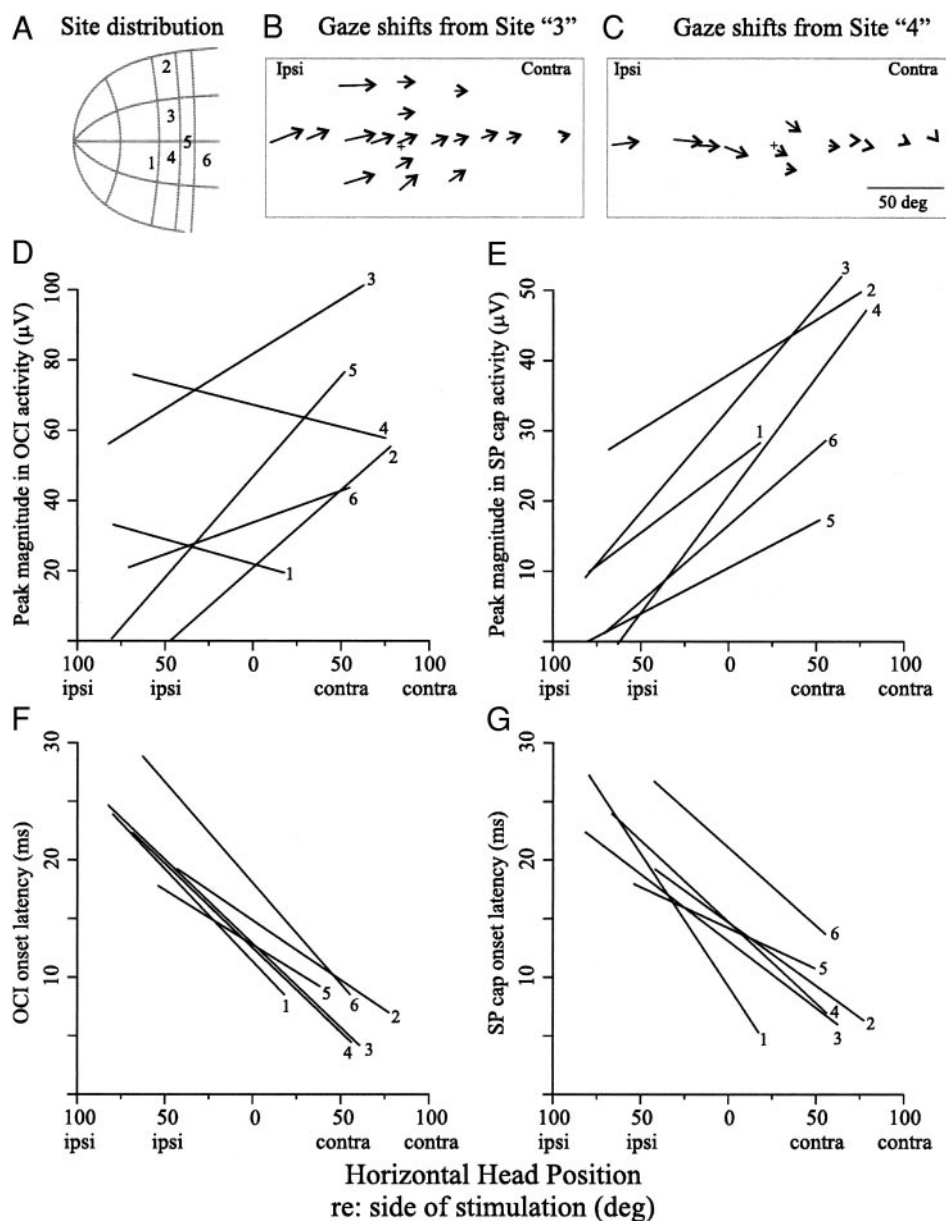 A Site distribution
2
3
5
1 4 6
B Gaze shifts from Site “3”
Ipsi Contra
+
C Gaze shifts from Site “4”
Ipsi Contra
+
50 deg
D
Peak magnitude in OCI activity (μV)
100
80
60
40
20
0
3
5
4
2
6
1
100 50 0 50 100
ipsi ipsi contra contra
E
Peak magnitude in SP cap activity (μV)
50
40
30
20
10
0
3
2
4
1
6
5
100 50 0 50 100
ipsi ipsi contra contra
F
OCI onset latency (ms)
30
20
10
1
5
6
2
4
3
100 50 0 50 100
ipsi ipsi contra contra
G
SP cap onset latency (ms)
30
20
10
6
5
4
2
3
1
100 50 0 50 100
ipsi ipsi contra contra
Horizontal Head Position
re: side of stimulation (deg)